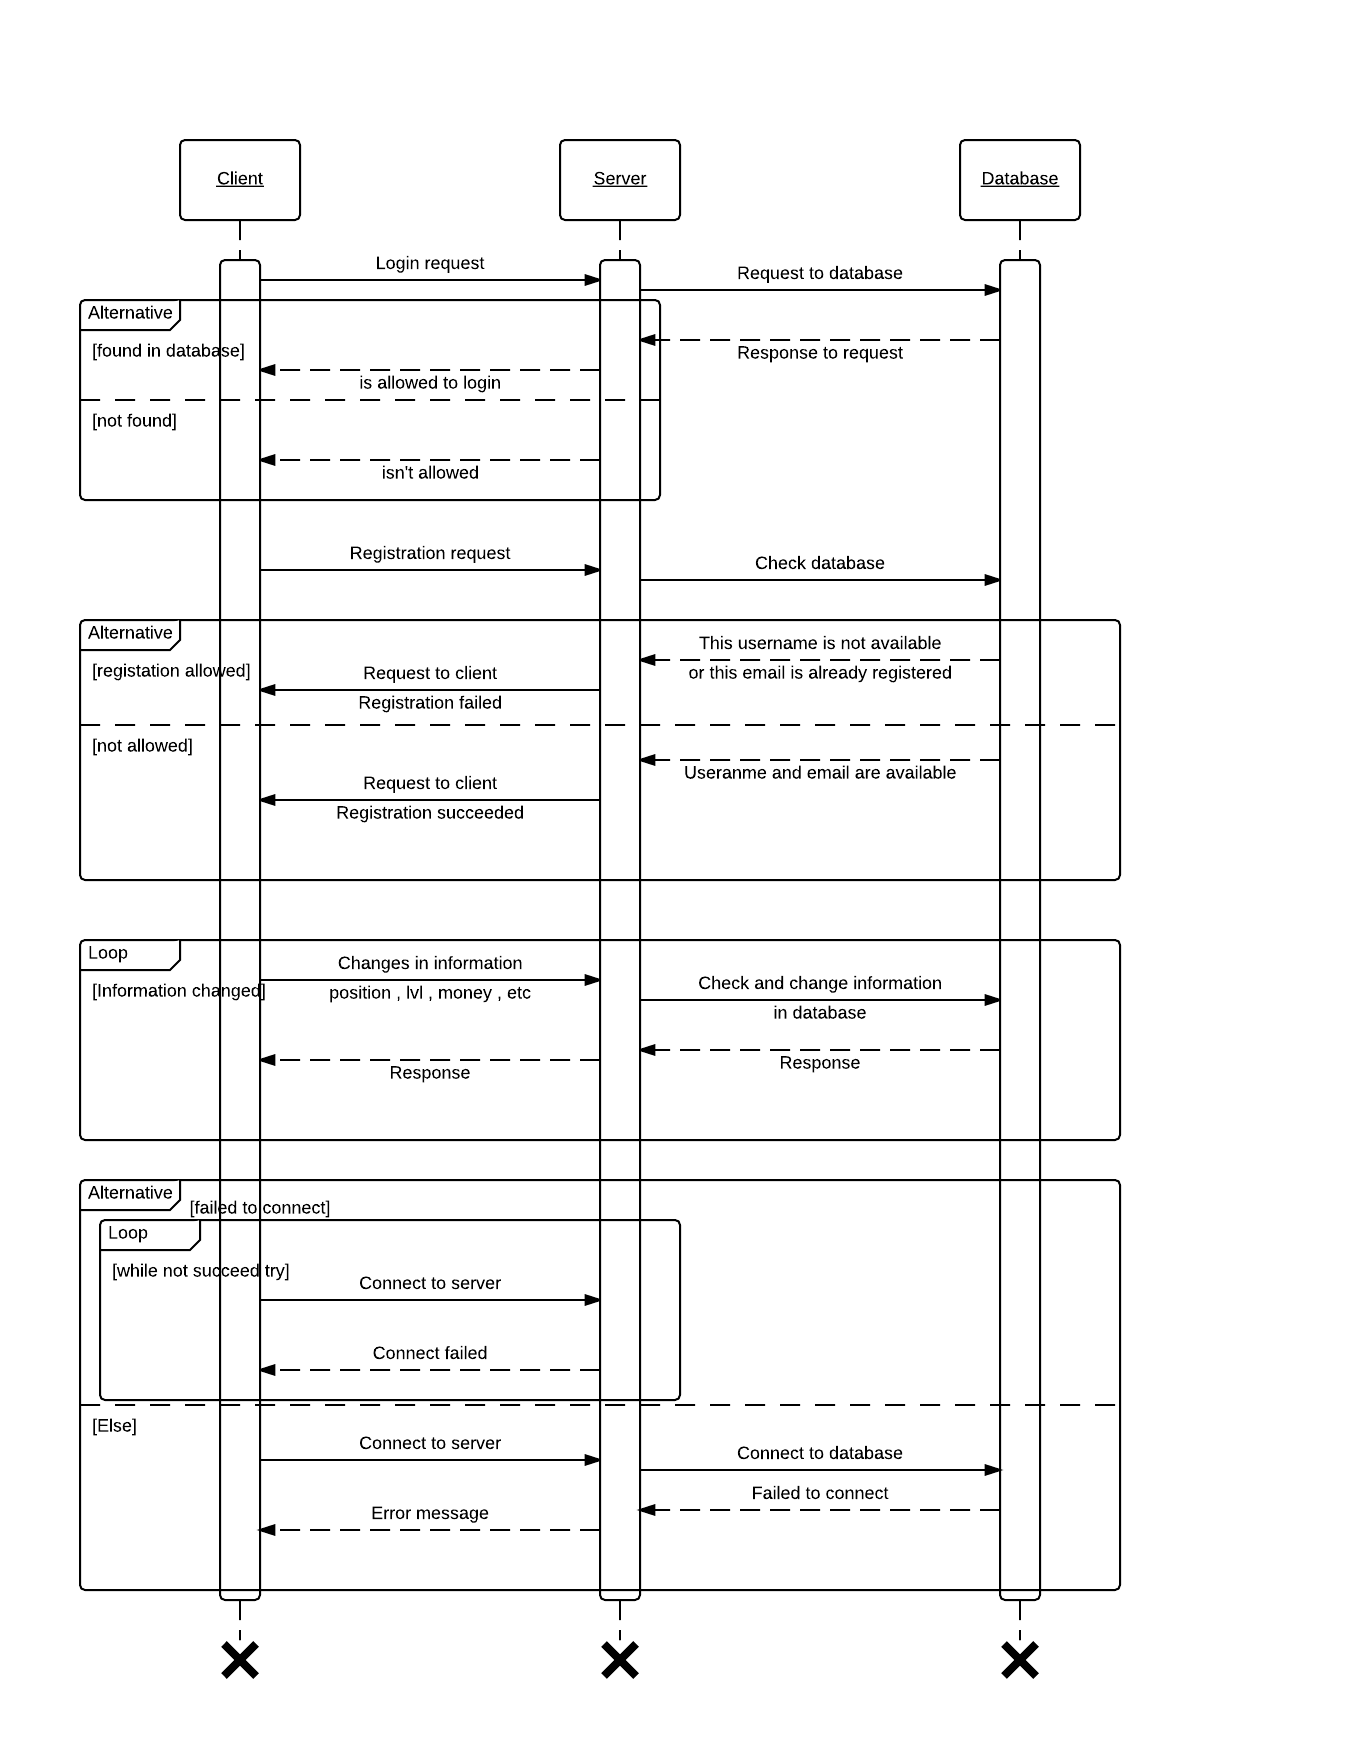 Client
Server
Database
Login request
Request to database
Alternative
[found in database]
Response to request
is allowed to login
[not found]
isn't allowed
Registration request
Check database
Alternative
This username is not available
[registation allowed]
Request to client
or this email is already registered
Registration failed
[not allowed]
Useranme and email are available
Request to client
Registration succeeded
Loop
Changes in information
[Information changed]
position , lvl , money , etc
Check and change information
in database
Response
Response
Alternative
[failed to connect]
Loop
[while not succeed try]
Connect to server
Connect failed
[Else]
Connect to server
Connect to database
Failed to connect
Error message